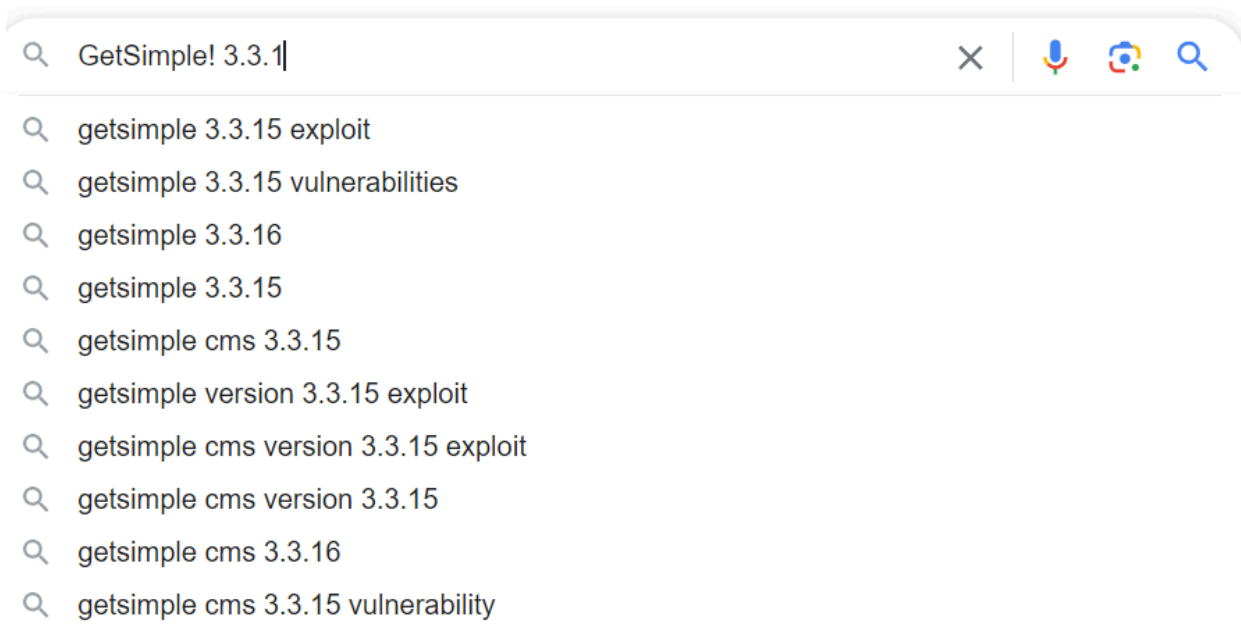 GetSimple! 3.3.1
getsimple 3.3.15 exploit
getsimple 3.3.15 vulnerabilities
getsimple 3.3.16
getsimple 3.3.15
getsimple cms 3.3.15
getsimple version 3.3.15 exploit
getsimple cms version 3.3.15 exploit
getsimple cms version 3.3.15
getsimple cms 3.3.16
getsimple cms 3.3.15 vulnerability